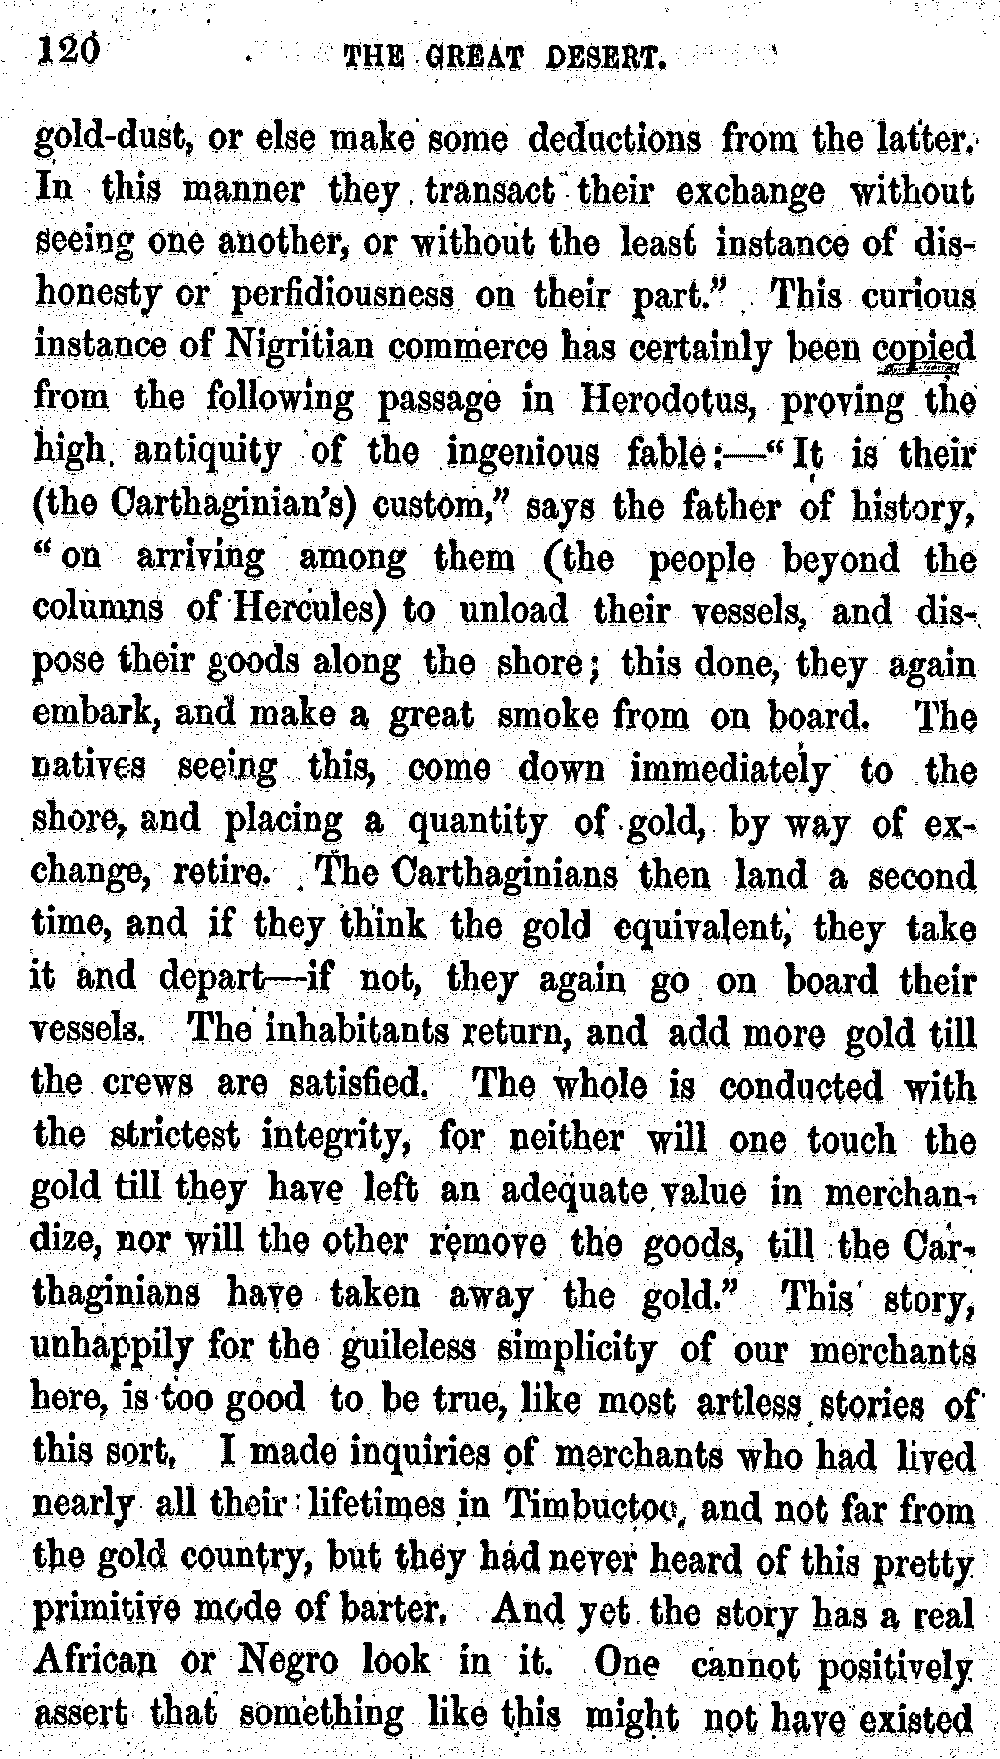 120 THE GREAT DESERT.
gold-dust, or else make some deductions from the latter.
In this manner they transact their exchange without
seeing one another, or without the least instance of dis-
honesty or perfidiousness on their part." This curious
instance of Nigritian commerce has certainly been copied
from the following passage in Herodotus, proving the
high antiquity of the ingenious fable:—"It is their
(the Carthaginian's) custom," says the father of history,
"on arriving among them (the people beyond the
columns of Hercules) to unload their vessels, and dis-
pose their goods along the shore; this done, they again
embark, and make a great smoke from on board. The
natives seeing this, come down immediately to the
shore, and placing a quantity of gold, by way of ex-
change, retire. The Carthaginians then land a second
time, and if they think the gold equivalent, they take
it and depart—if not, they again go on board their
vessels. The inhabitants return, and add more gold till
the crews are satisfied. The whole is conducted with
the strictest integrity, for neither will one touch the
gold till they have left an adequate value in merchan-
dize, nor will the other remove the goods, till the Car-
thaginians have taken away the gold." This story,
unhappily for the guileless simplicity of our merchants
here, is too good to be true, like most artless stories of
this sort. I made inquiries of merchants who had lived
nearly all their lifetimes in Timbuctoo, and not far from
the gold country, but they had never heard of this pretty
primitive mode of barter. And yet the story has a real
African or Negro look in it. One cannot positively
assert that something like this might not have existed